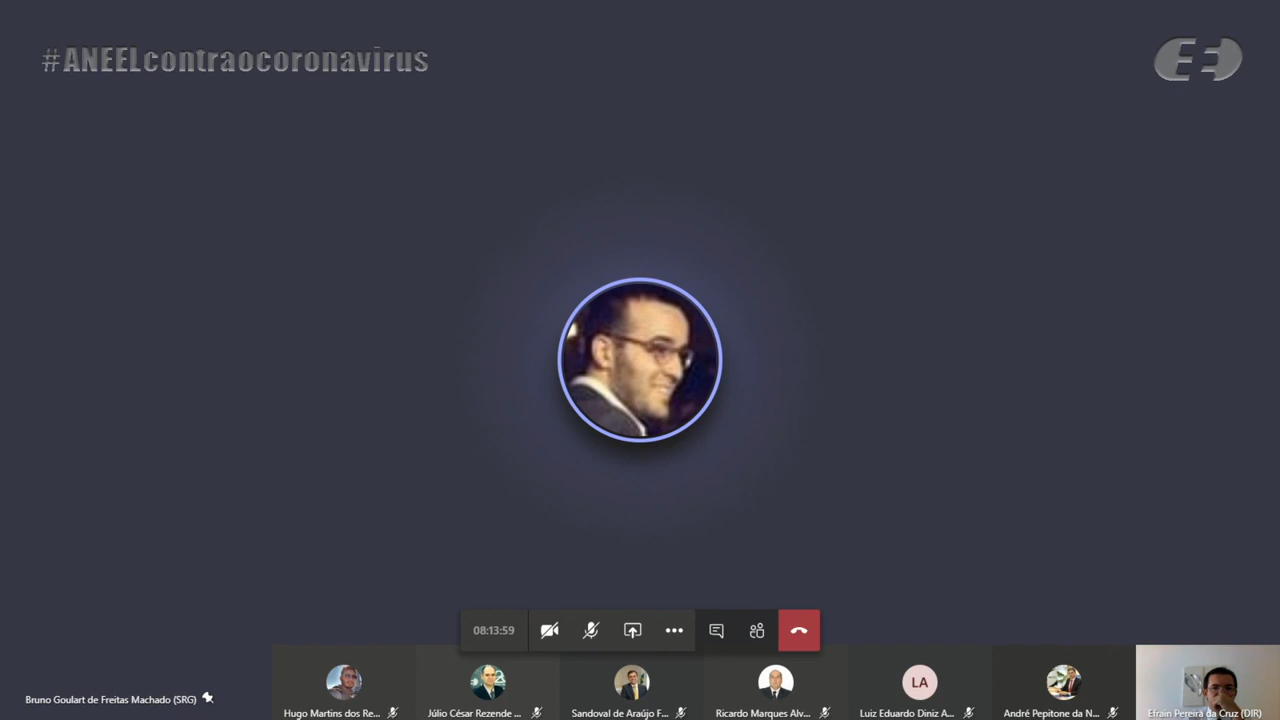 #ANEELcontraocoronavirus
08:13:59
Bruno Goulart de Freitas Machado (SRG)
Hugo Martins dos Re...
Júlio César Rezende ...
Sandoval de Araújo F...
Ricardo Marques Alv...
LA
Luiz Eduardo Diniz A...
André Pepitone da N...
Efrain Pereira da Cruz (DIR)